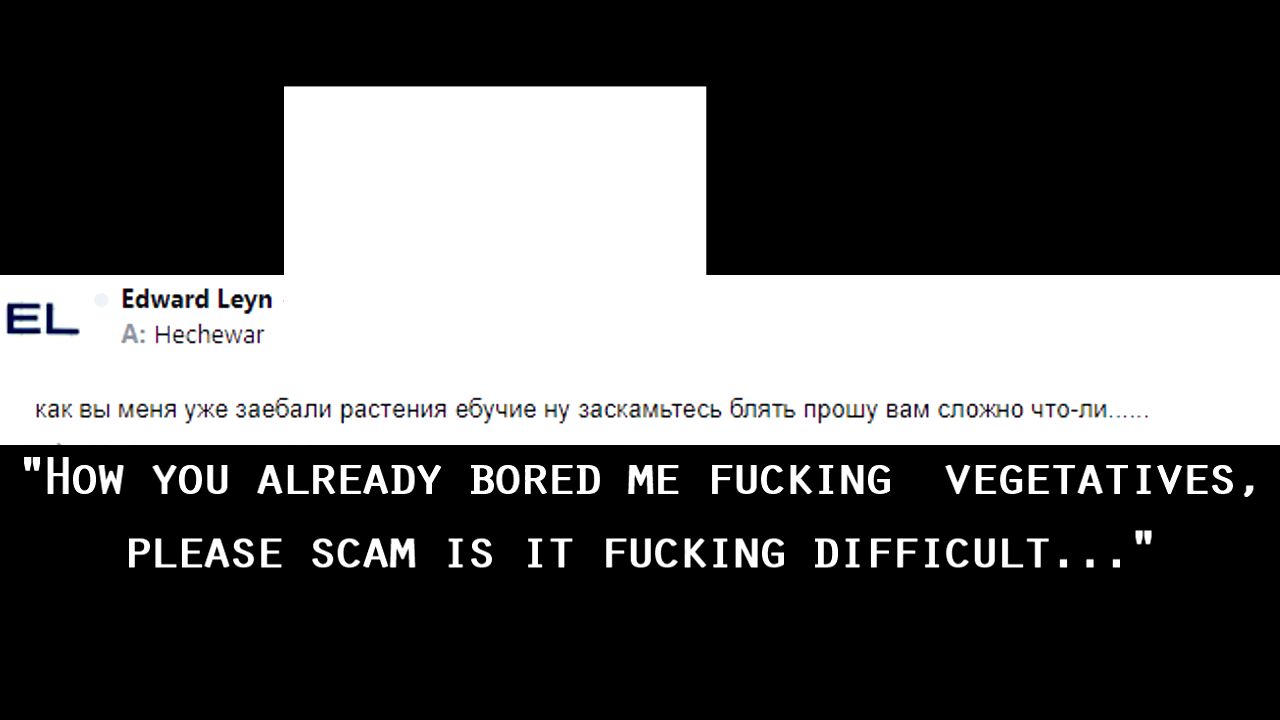 EL
Edward Leyn
A: Hechewar
как вы меня уже заебали растения ебучие ну заскамьтесь блять прошу вам сложно что-ли......
"HOW YOU ALREADY BORED ME FUCKING VEGETATIVES,
PLEASE SCAM IS IT FUCKING DIFFICULT..."